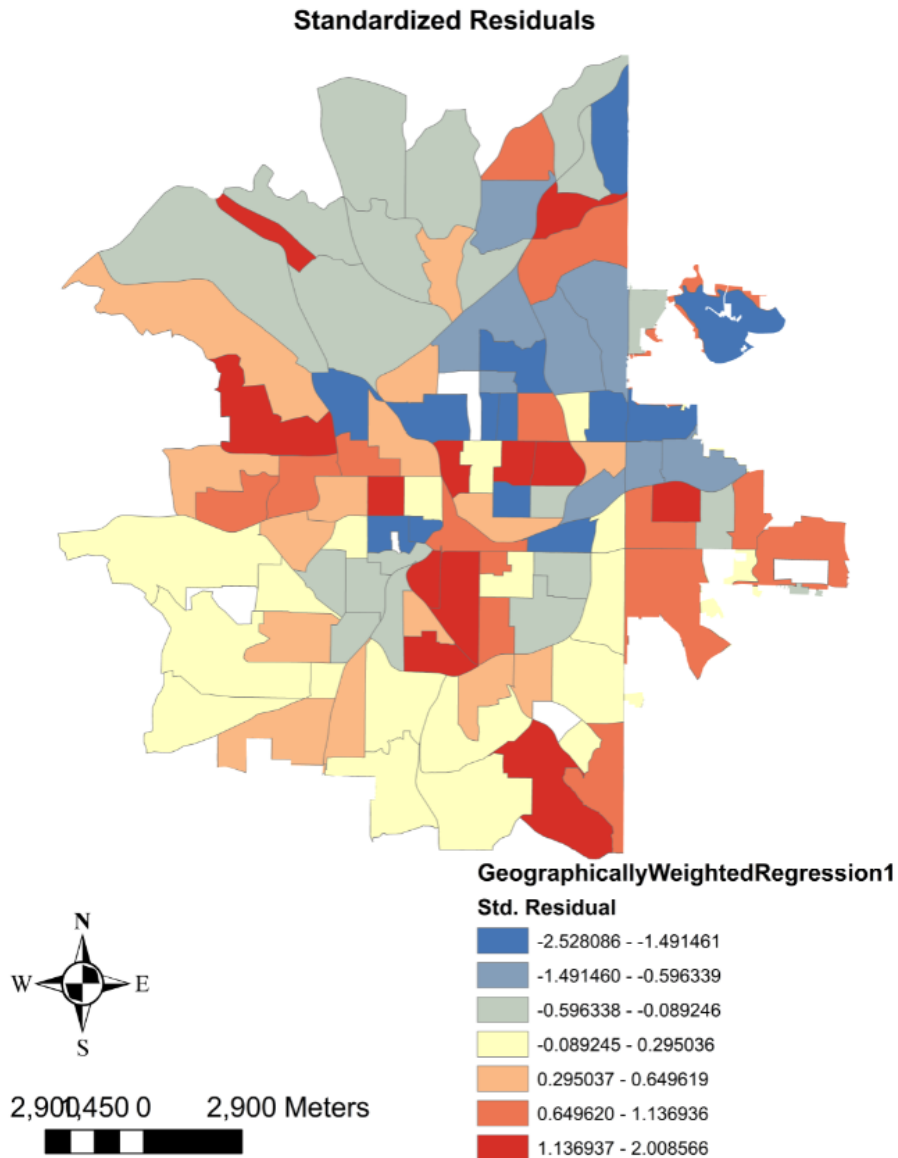 Standardized Residuals
GeographicallyWeightedRegression1
Std. Residual
-2.528086 - -1.491461
-1.491460 - -0.596339
-0.596338 - -0.089246
-0.089245 - 0.295036
0.295037 - 0.649619
0.649620 - 1.136936
1.136937 - 2.008566
N
W E
S
2,9001,450 0 2,900 Meters